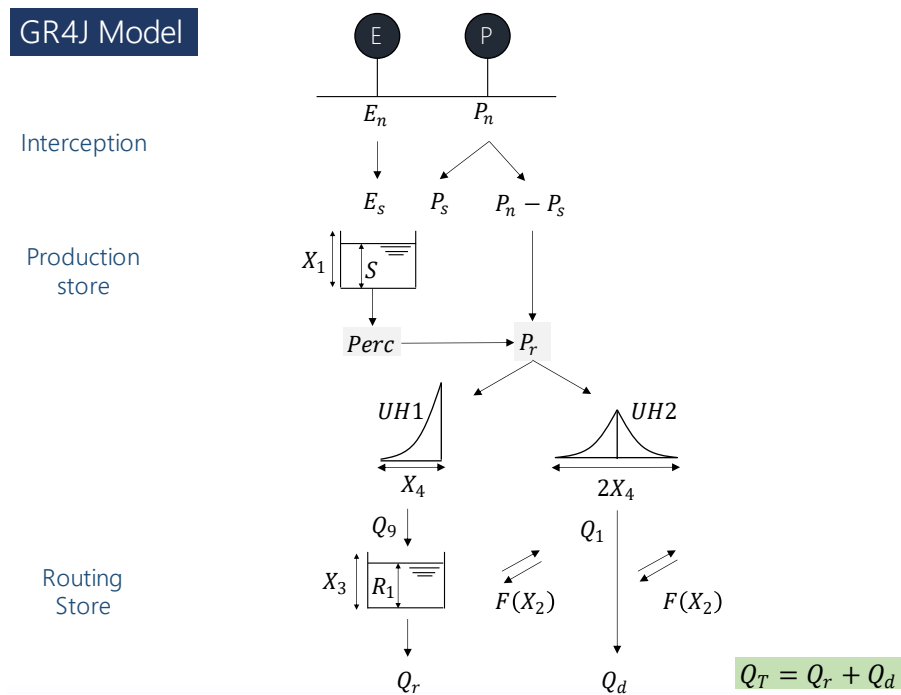 GR4J Model
E P
E_n P_n
Interception
E_s P_s P_n − P_s
Production
store
X_1 S
Perc P_r
UH1 UH2
X_4 2X_4
Q_9 Q_1
Routing
Store
X_3 R_1 F(X_2) F(X_2)
Q_r Q_d
Q_T = Q_r + Q_d